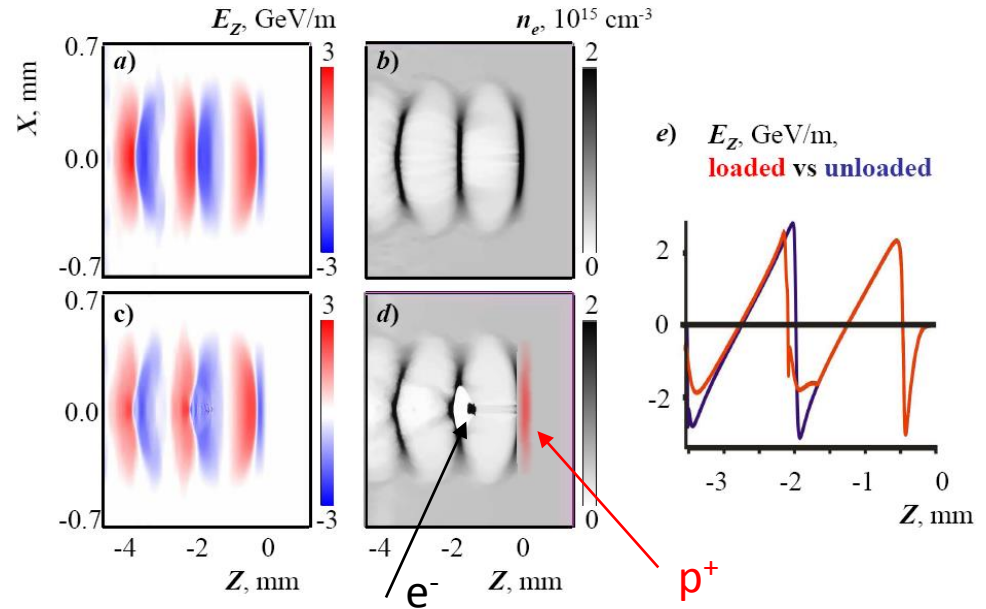 E_Z, GeV/m
n_e, 10^15 cm^-3
0.7
a)
3
b)
2
X, mm
0.0
-0.7
-3
0
e) E_Z, GeV/m,
loaded vs unloaded
0.7
c)
3
d)
2
0.0
-0.7
-3
0
2
0
-2
-3
-2
-1
0
Z, mm
-4
-2
0
-4
-2
0
Z, mm
Z, mm
e-
p+